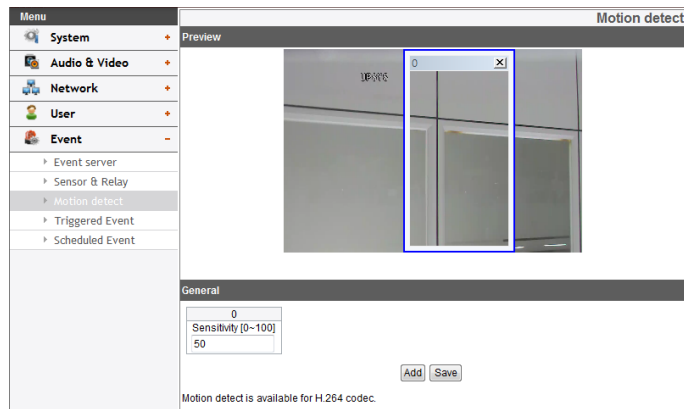 Menu
Motion detect
System +
Preview
Audio & Video +
Network +
User +
Event -
Event server
Sensor & Relay
Motion detect
Triggered Event
Scheduled Event
0
General
0
Sensitivity [0~100]
50
Add Save
Motion detect is available for H.264 codec.